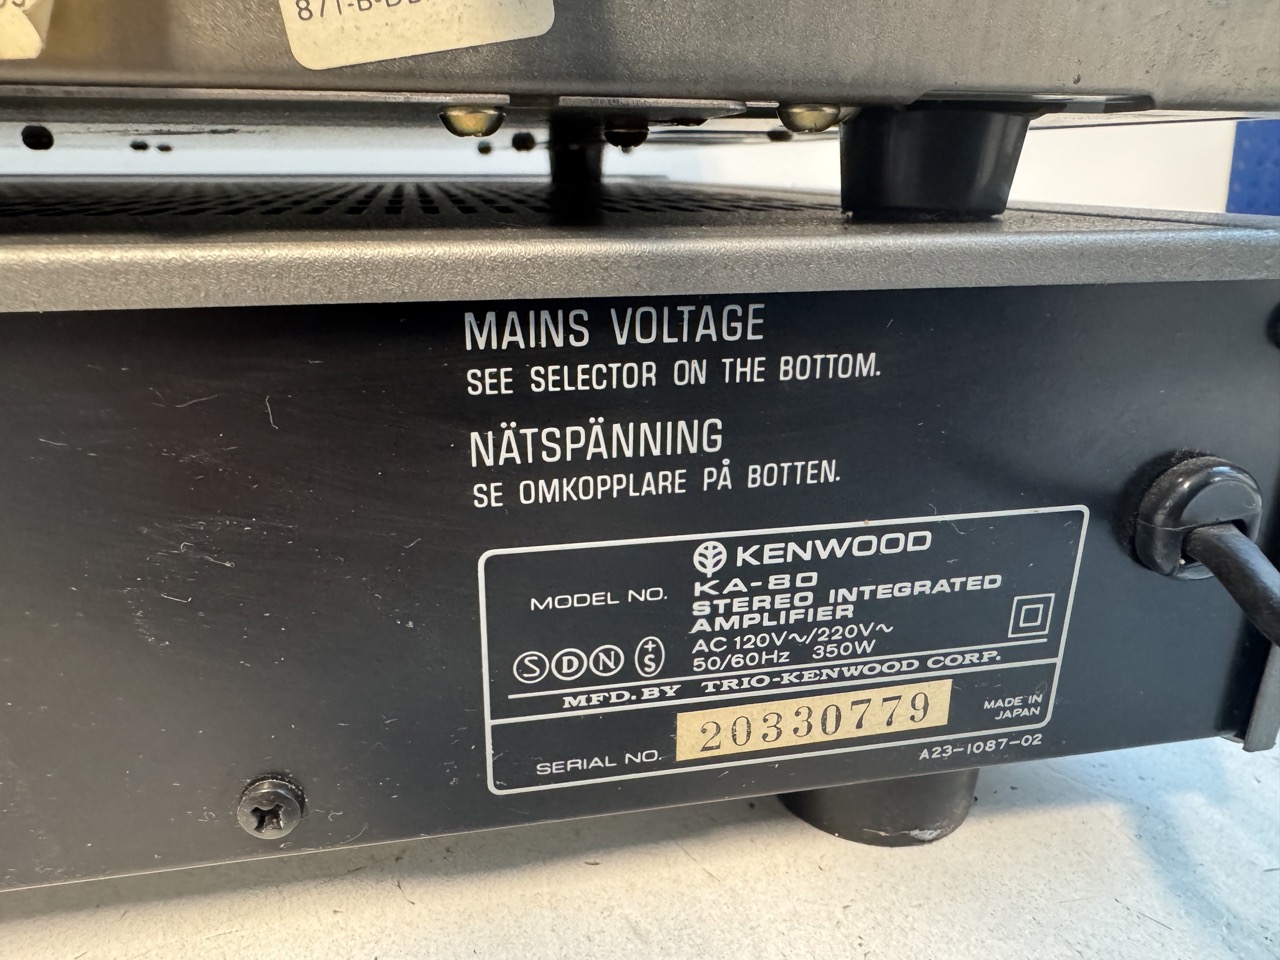 MAINS VOLTAGE
SEE SELECTOR ON THE BOTTOM.
NÄTSPÄNNING
SE OMKOPPLARE PÅ BOTTEN.
KENWOOD
MODEL NO. KA-80
STEREO INTEGRATED
AMPLIFIER
AC 120V~/220V~
50/60Hz 350W
S D N +S
MFD. BY TRIO-KENWOOD CORP.
SERIAL NO. 20330779
MADE IN
JAPAN
A23-1087-02